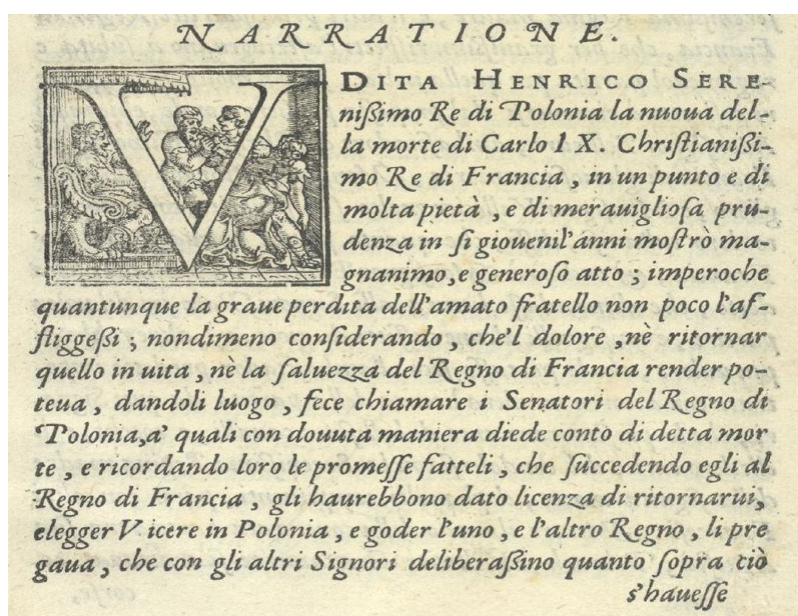 NARRATIONE.
VDITA HENRICO SERE-
nißimo Re di Polonia la nuoua del-
la morte di Carlo IX. Chriſtianißi-
mo Re di Francia, in un punto e di
molta pietà, e di merauiglioſa pru-
denza in ſi giouenil'anni moſtrò ma-
gnanimo, e generoſo atto; imperoche
quantunque la graue perdita dell'amato fratello non poco l'af-
fliggeßi; nondimeno conſiderando, che'l dolore, nè ritornar
quello in uita, nè la ſaluezza del Regno di Francia render po-
teua, dandoli luogo, fece chiamare i Senatori del Regno di
Polonia, a' quali con douuta maniera diede conto di detta mor
te, e ricordando loro le promeſſe fatteli, che ſuccedendo egli al
Regno di Francia, gli haurebbono dato licenza di ritornarui,
elegger Vicere in Polonia, e goder l'uno, e l'altro Regno, li pre
gaua, che con gli altri Signori deliberaßino quanto ſopra ciò
s'haueſſe